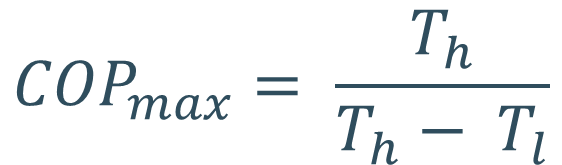 COP_max = T_h / (T_h − T_l)